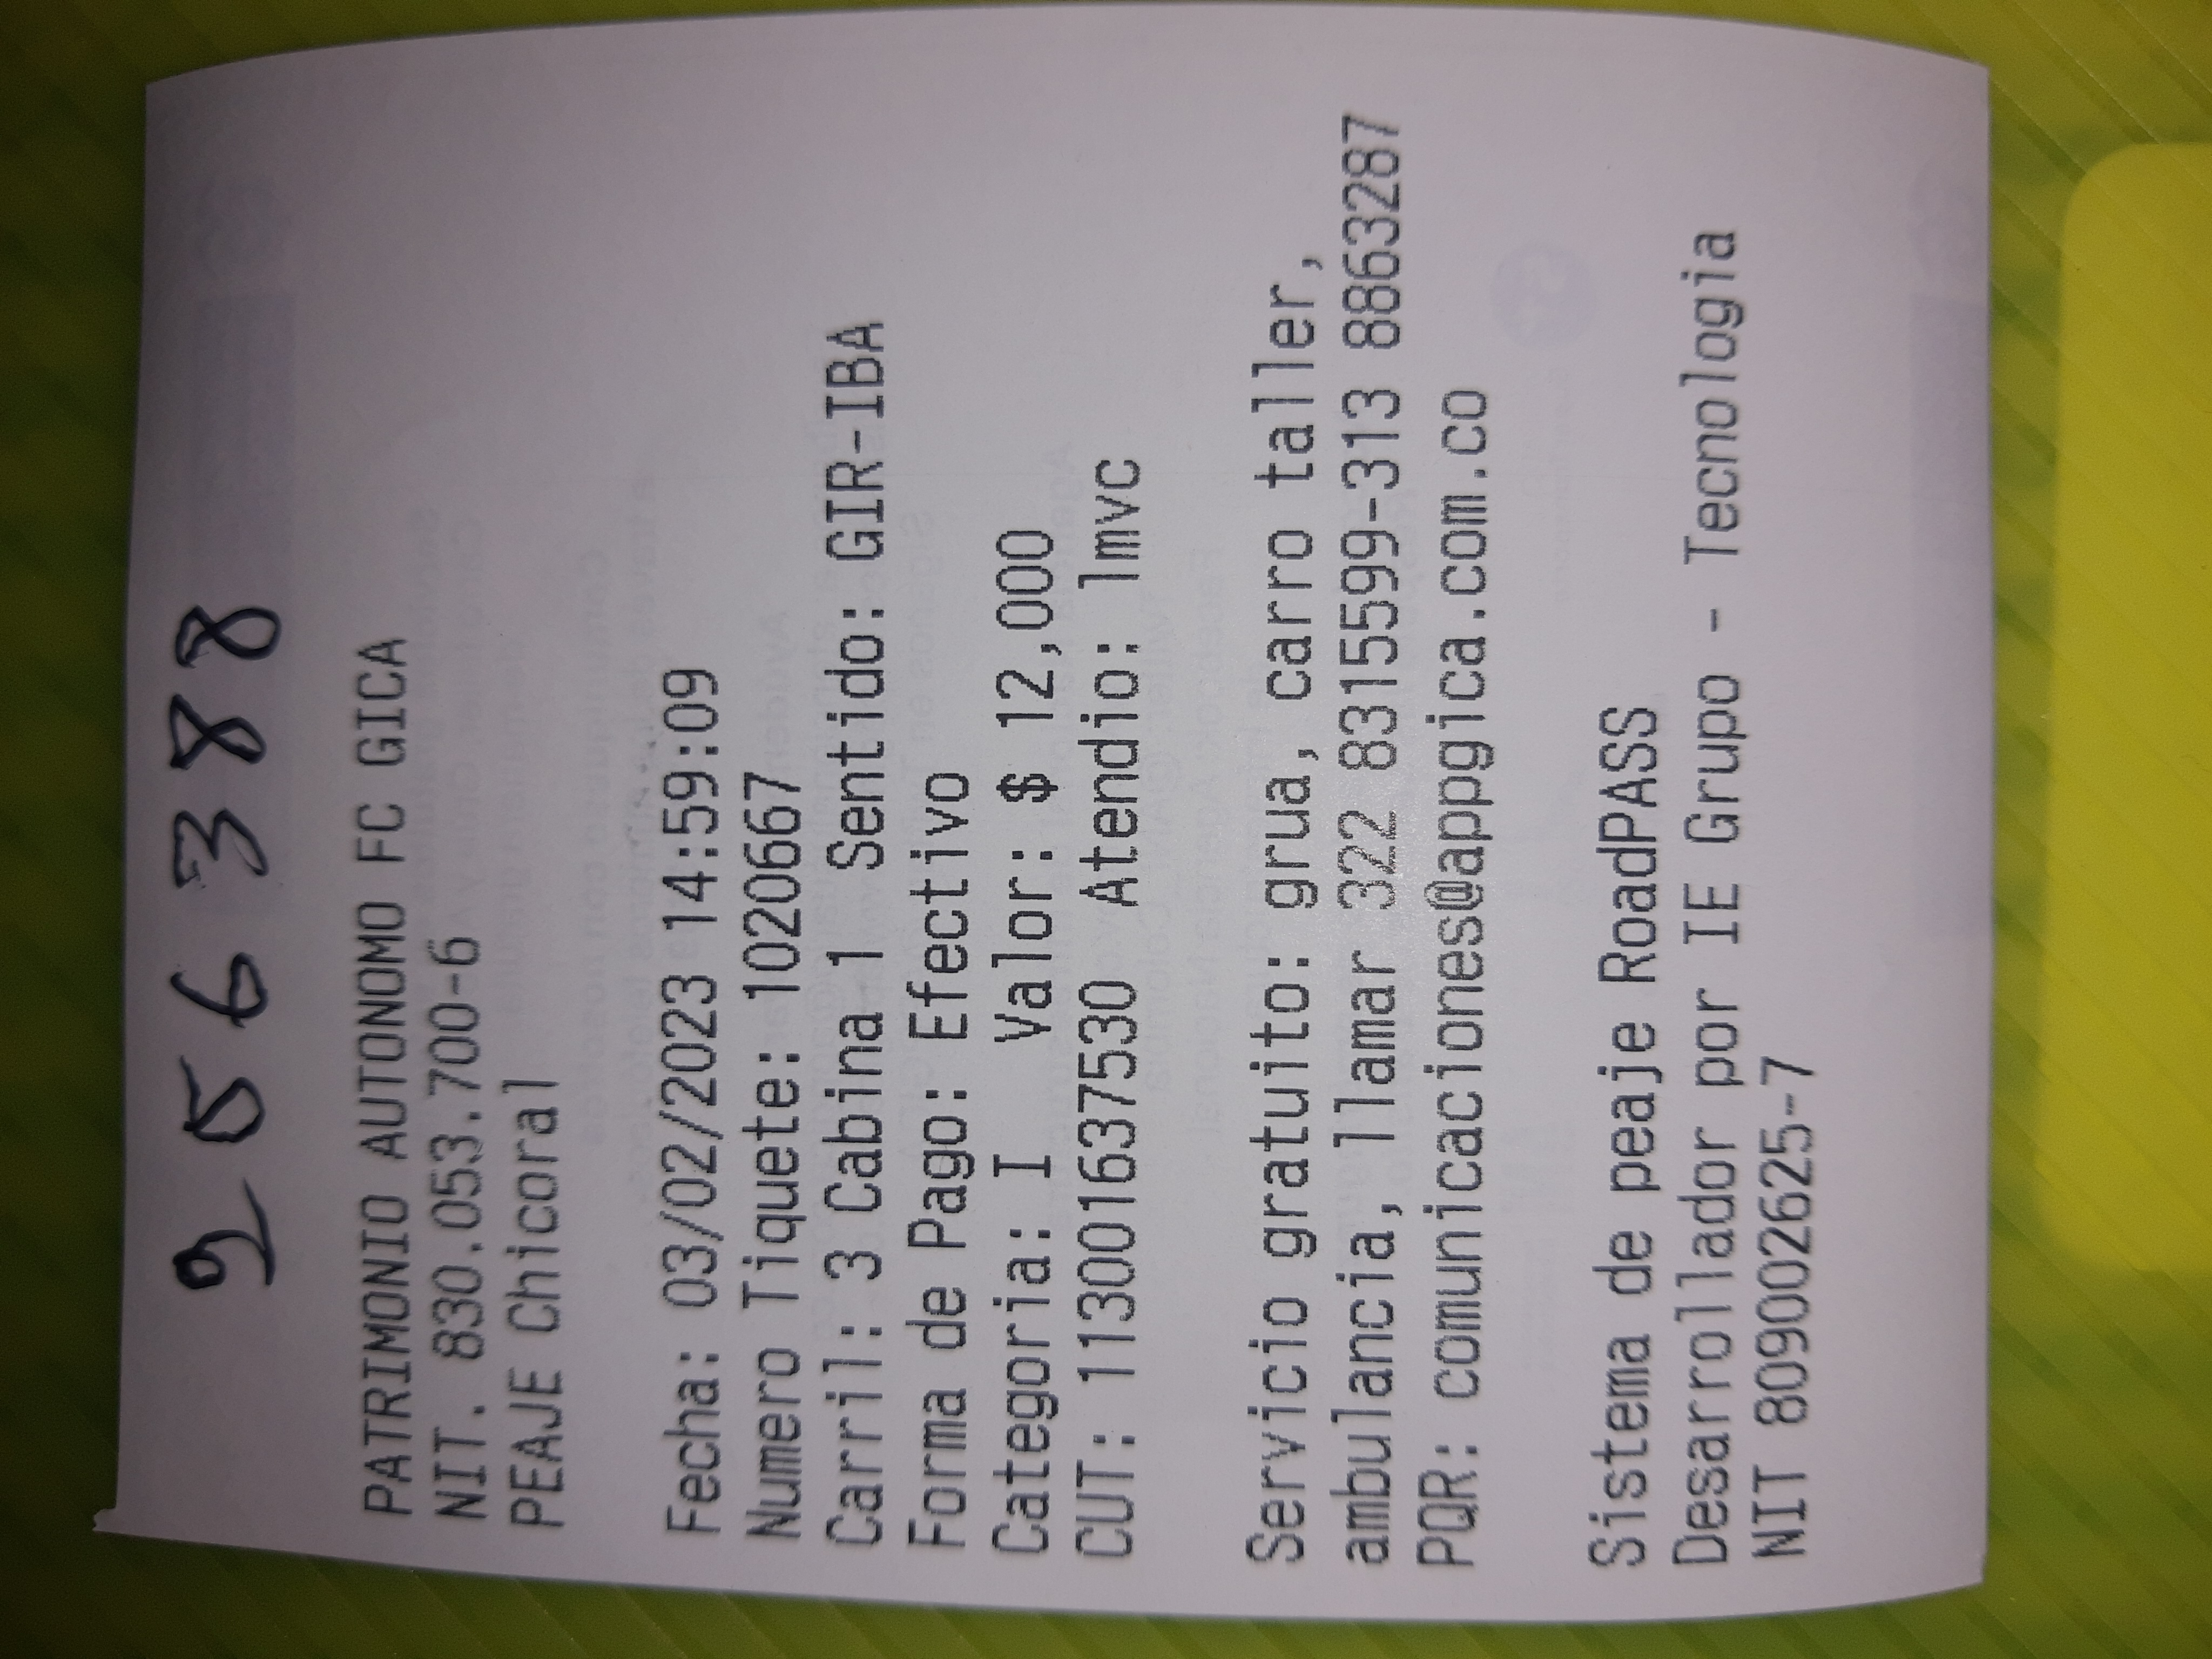 256388
PATRIMONIO AUTONOMO FC GICA
NIT. 830.053.700-6
PEAJE Chicoral
Fecha: 03/02/2023 14:59:09
Numero Tiquete: 1020667
Carril: 3 Cabina 1 Sentido: GIR-IBA
Forma de Pago: Efectivo
Categoria: I Valor: $ 12,000
CUT: 113001637530 Atendio: lmvc
Servicio gratuito: grua, carro taller,
ambulancia, llamar 322 8315599-313 8863287
PQR: comunicaciones@appgica.com.co
Sistema de peaje RoadPASS
Desarrollador por IE Grupo - Tecnologia
NIT 809002625-7